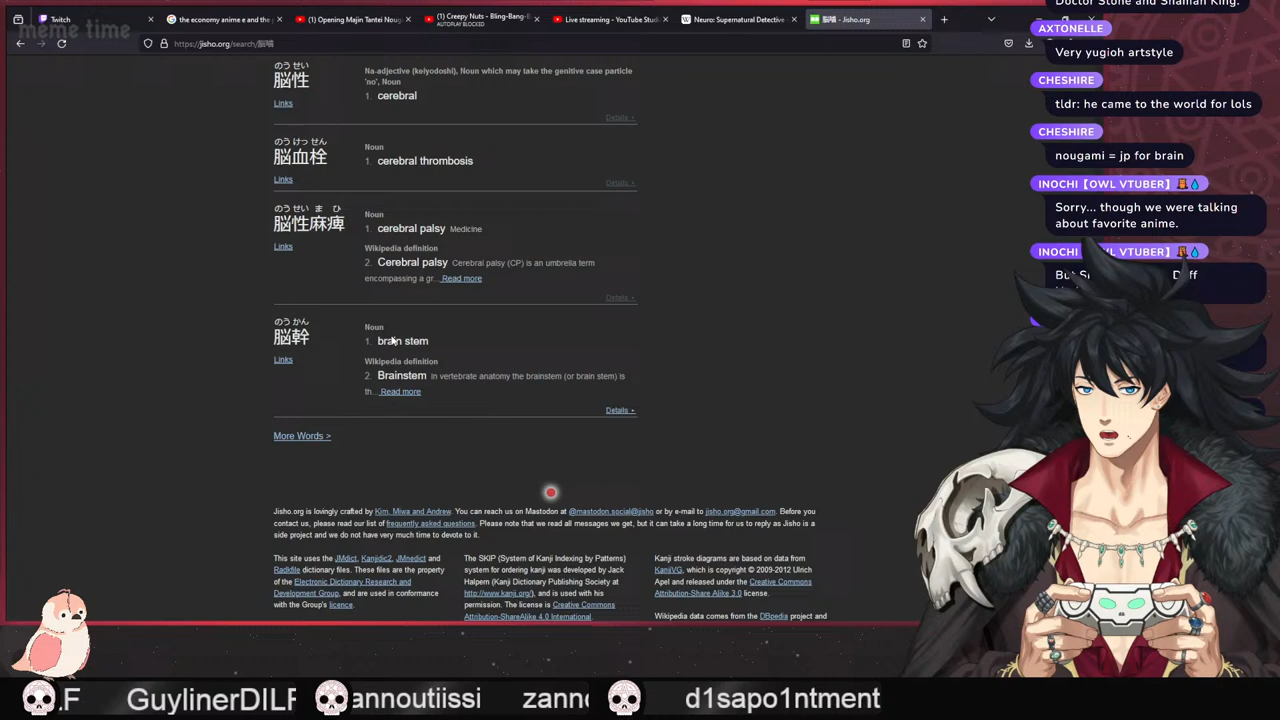 meme time
Twitch
the economy anime e and the p
(1) Opening Majin Tantei Noug
(1) Creepy Nuts - Bling-Bang-B
AUTOPLAY BLOCKED
Live streaming - YouTube Studi
Neuro: Supernatural Detective
脳噛 - Jisho.org
https://jisho.org/search/脳噛
のう せい
脳性
Links
Na-adjective (keiyodoshi), Noun which may take the genitive case particle
'no', Noun
1. cerebral
Details
のう けっ せん
脳血栓
Links
Noun
1. cerebral thrombosis
Details
のう せい ま ひ
脳性麻痺
Links
Noun
1. cerebral palsy Medicine
Wikipedia definition
2. Cerebral palsy Cerebral palsy (CP) is an umbrella term
encompassing a gr... Read more
Details
のう かん
脳幹
Links
Noun
1. brain stem
Wikipedia definition
2. Brainstem In vertebrate anatomy the brainstem (or brain stem) is
th... Read more
Details
More Words >
Jisho.org is lovingly crafted by Kim, Miwa and Andrew. You can reach us on Mastodon at @mastodon.social@jisho or by e-mail to jisho.org@gmail.com. Before you
contact us, please read our list of frequently asked questions. Please note that we read all messages we get, but it can take a long time for us to reply as Jisho is a
side project and we do not have very much time to devote to it.
This site uses the JMdict, Kanjidic2, JMnedict and
Radkfile dictionary files. These files are the property
of the Electronic Dictionary Research and
Development Group, and are used in conformance
with the Group's licence.
The SKIP (System of Kanji Indexing by Patterns)
system for ordering kanji was developed by Jack
Halpern (Kanji Dictionary Publishing Society at
http://www.kanji.org/), and is used with his
permission. The license is Creative Commons
Attribution-ShareAlike 4.0 International.
Kanji stroke diagrams are based on data from
KanjiVG, which is copyright © 2009-2012 Ulrich
Apel and released under the Creative Commons
Attribution-Share Alike 3.0 license.
Wikipedia data comes from the DBpedia project and
Doctor Stone and Shaman King.
AXTONELLE
Very yugioh artstyle
CHESHIRE
tldr: he came to the world for lols
CHESHIRE
nougami = jp for brain
INOCHI【OWL VTUBER】
Sorry... though we were talking
about favorite anime.
INOCHI
VTUBER】
But
.F GuylinerDILF annoutiissi zann d1sapo1ntment